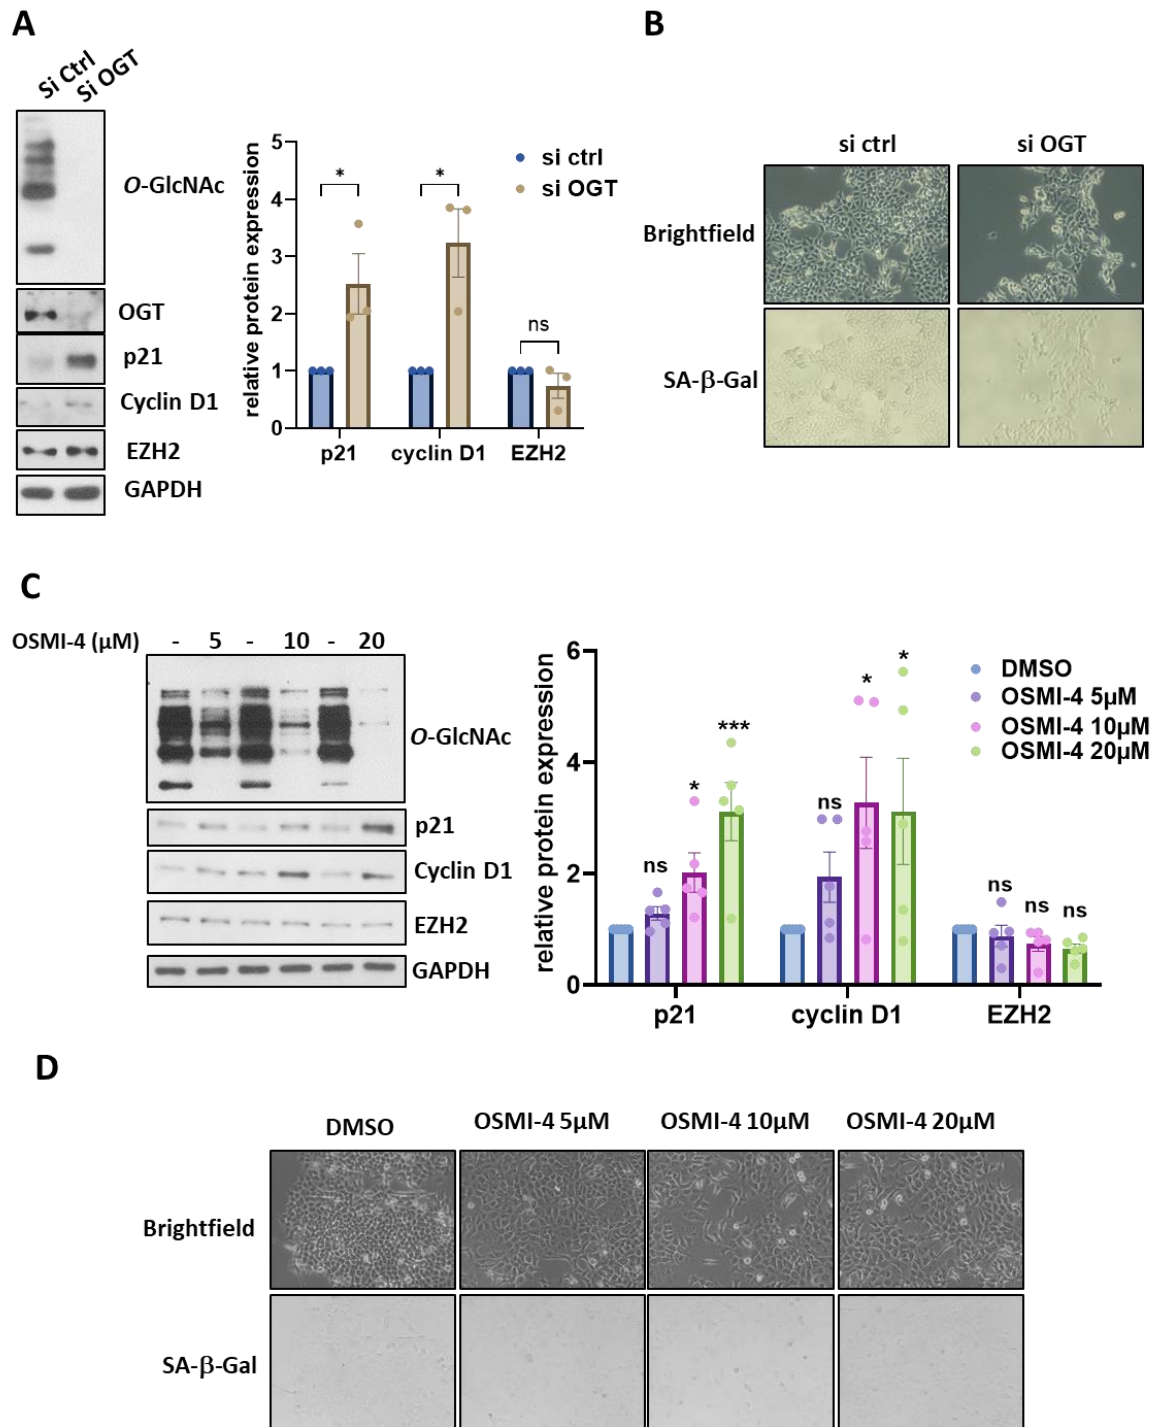 A
Si Ctrl
Si OGT
O-GlcNAc
OGT
p21
Cyclin D1
EZH2
GAPDH
relative protein expression
5
4
3
2
1
0
*
*
ns
si ctrl
si OGT
p21
cyclin D1
EZH2
B
si ctrl
si OGT
Brightfield
SA-β-Gal
C
OSMI-4 (μM)
- 5 - 10 - 20
O-GlcNAc
p21
Cyclin D1
EZH2
GAPDH
relative protein expression
6
4
2
0
ns
*
***
ns
*
*
ns
ns
ns
DMSO
OSMI-4 5μM
OSMI-4 10μM
OSMI-4 20μM
p21
cyclin D1
EZH2
D
DMSO
OSMI-4 5μM
OSMI-4 10μM
OSMI-4 20μM
Brightfield
SA-β-Gal